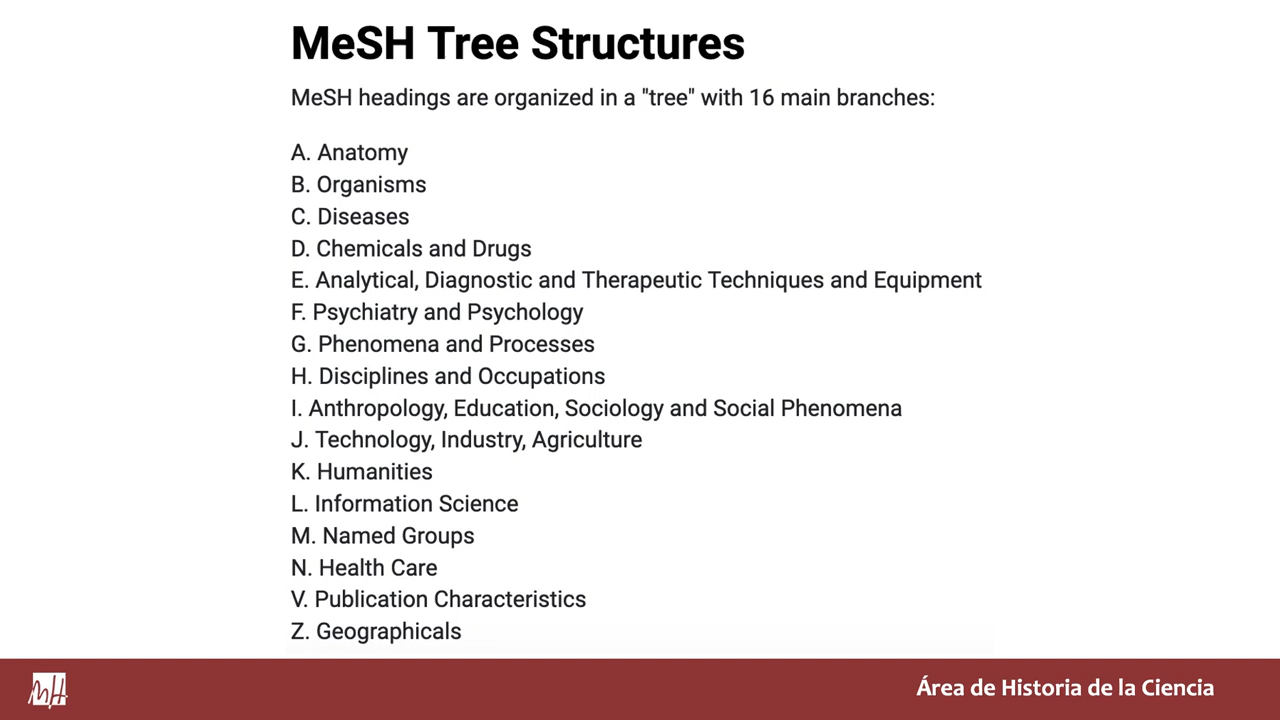 MeSH Tree Structures
MeSH headings are organized in a "tree" with 16 main branches:
A. Anatomy
B. Organisms
C. Diseases
D. Chemicals and Drugs
E. Analytical, Diagnostic and Therapeutic Techniques and Equipment
F. Psychiatry and Psychology
G. Phenomena and Processes
H. Disciplines and Occupations
I. Anthropology, Education, Sociology and Social Phenomena
J. Technology, Industry, Agriculture
K. Humanities
L. Information Science
M. Named Groups
N. Health Care
V. Publication Characteristics
Z. Geographicals
MH
Área de Historia de la Ciencia